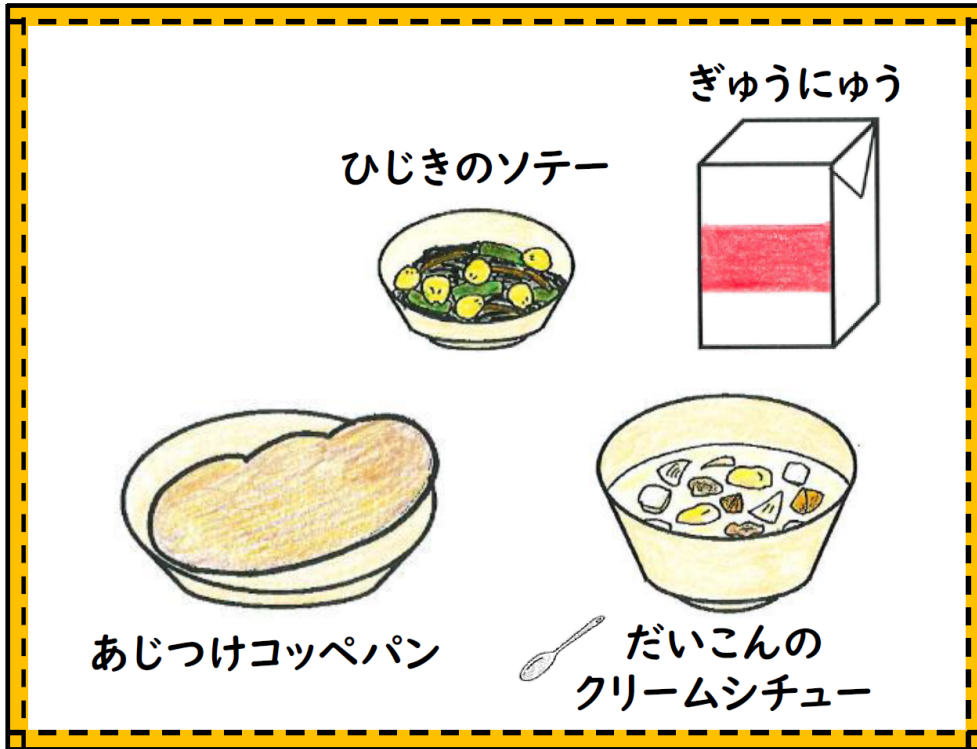 ぎゅうにゅう
ひじきのソテー
あじつけコッペパン
だいこんの
クリームシチュー